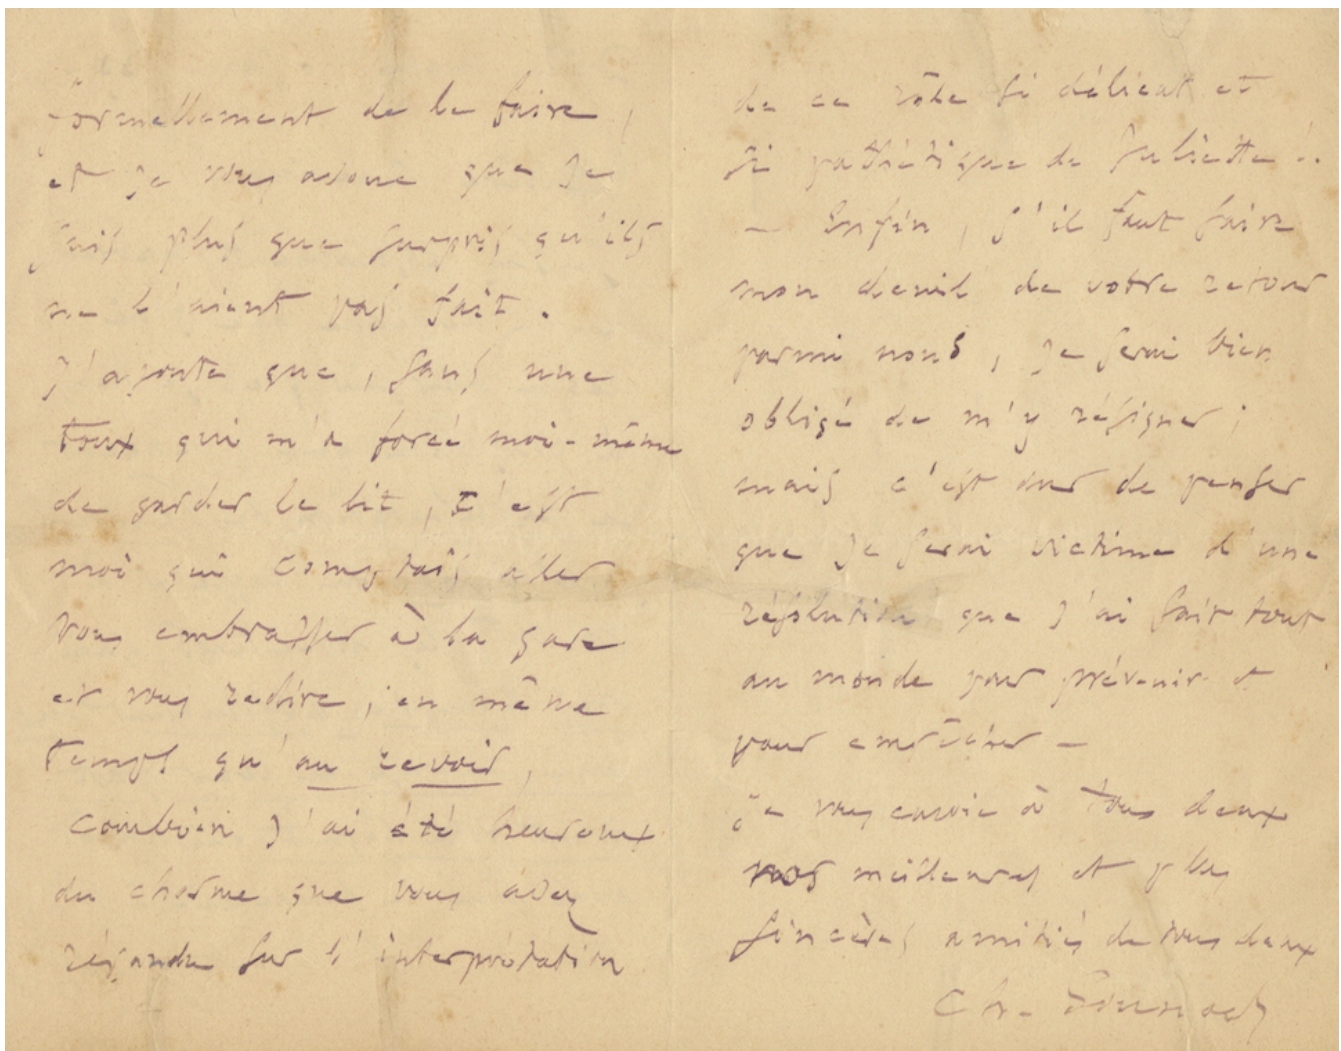 formellement de le faire,
et je vous avoue que je
suis plus que surpris qu'ils
ne l'aient pas fait.
J'ajoute que, sans une
toux qui m'a forcé moi-même
de garder le lit, c'est
moi qui comptais aller
vous embrasser à la gare
et vous redire, en même
temps qu'au revoir,
combien j'ai été heureux
du charme que vous avez
répandu sur l'interprétation
de ce rôle si délicat et
si pathétique de Juliette!.
— Enfin, s'il faut faire
mon deuil de votre retour
parmi nous, je serai bien
obligé de m'y résigner;
mais c'est dur de penser
que je serai victime d'une
résolution que j'ai fait tout
au monde pour prévenir et
pour empêcher —
Je vous envoie à tous deux
nos meilleures et plus
sincères amitiés de tous deux
Ch. Gounod